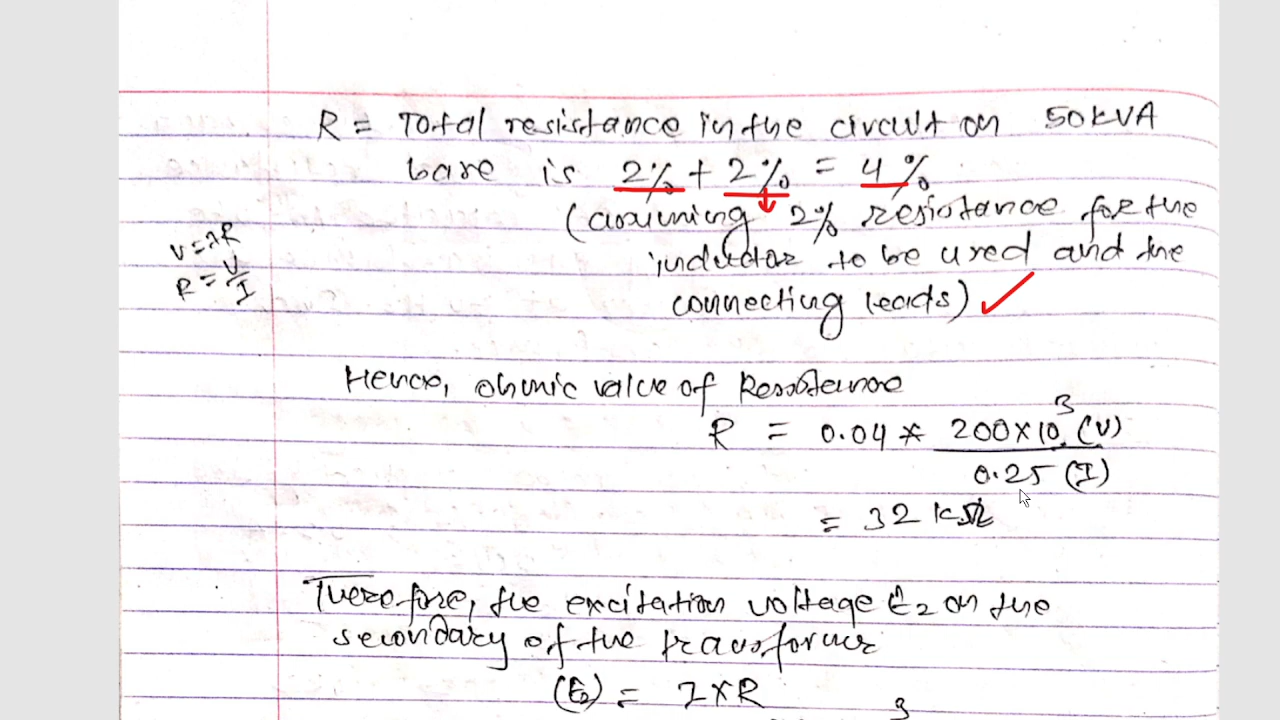 R = Total resistance in the circuit on 50kVA
base is 2% + 2% = 4%
(assuming 2% resistance for the
inductor to be used and the
connecting leads)
V = IR
R = V/I
Hence, ohmic value of Resistance
R = 0.04 * 200×10³ (V)
0.25 (I)
= 32 kΩ
Therefore, the excitation voltage E₂ on the
secondary of the transformer
(E₂) = I×R
3